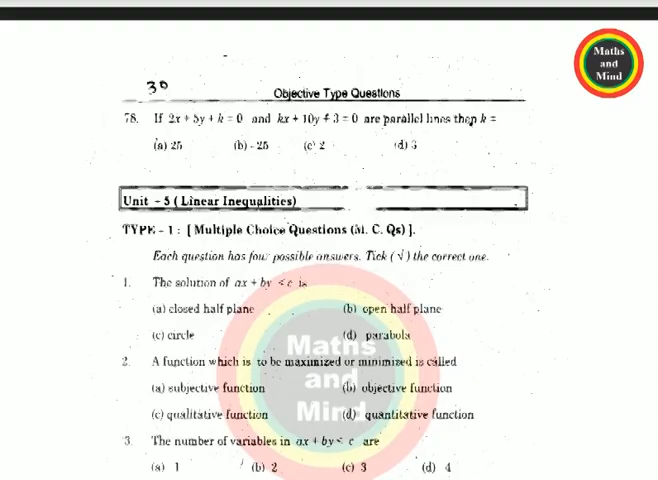 Maths
and
Mind
30
Objective Type Questions
78. If 2x + 5y + k = 0 and kx + 10y + 3 = 0 are parallel lines then k =
(a) 25 (b) - 25 (c) 2 (d) 3
Unit - 5 ( Linear Inequalities)
TYPE - 1 : [ Multiple Choice Questions (M. C. Qs) ].
Each question has four possible answers. Tick ( √ ) the correct one.
1. The solution of ax + by < c is
(a) closed half plane (b) open half plane
(c) circle (d) parabola
2. A function which is to be maximized or minimized is called
(a) subjective function (b) objective function
(c) qualitative function (d) quantitative function
3. The number of variables in ax + by < c are
(a) 1 (b) 2 (c) 3 (d) 4
Maths
and
Mind